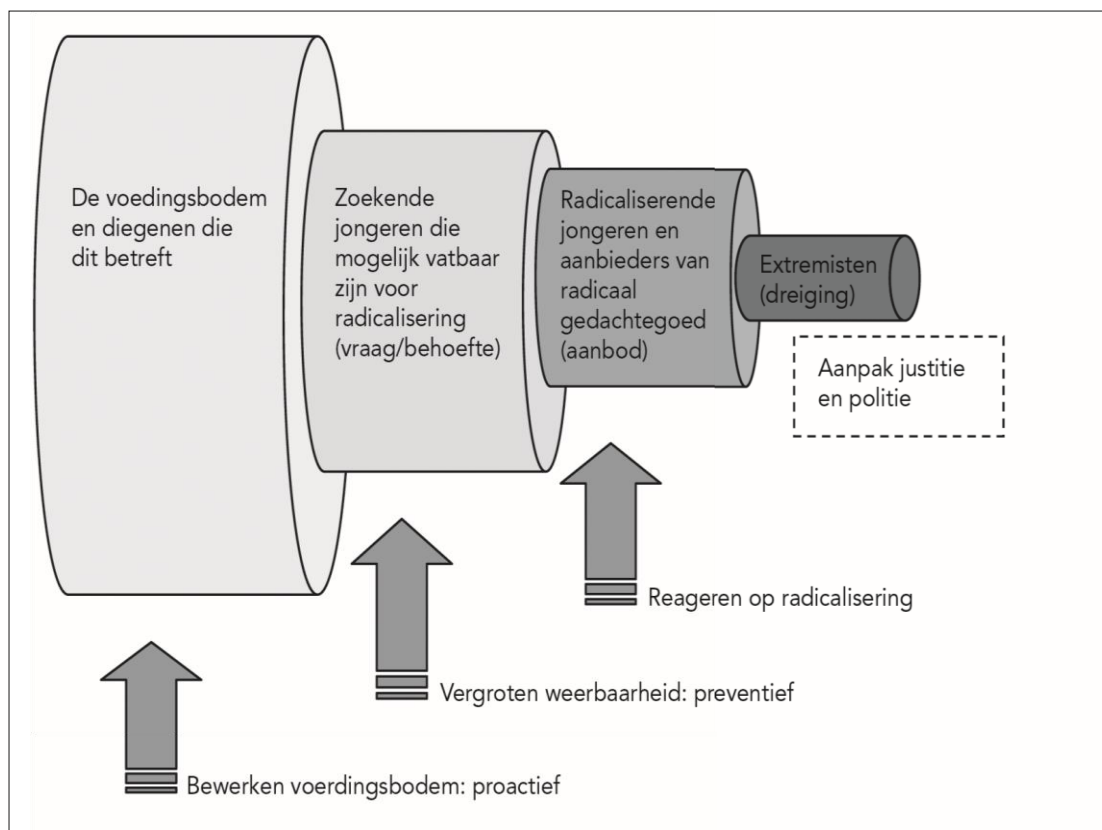 De voedingsbodem
en diegenen die
dit betreft
Zoekende
jongeren die
mogelijk vatbaar
zijn voor
radicalisering
(vraag/behoefte)
Radicaliserende
jongeren en
aanbieders van
radicaal
gedachtegoed
(aanbod)
Extremisten
(dreiging)
Aanpak justitie
en politie
Reageren op radicalisering
Vergroten weerbaarheid: preventief
Bewerken voerdingsbodem: proactief